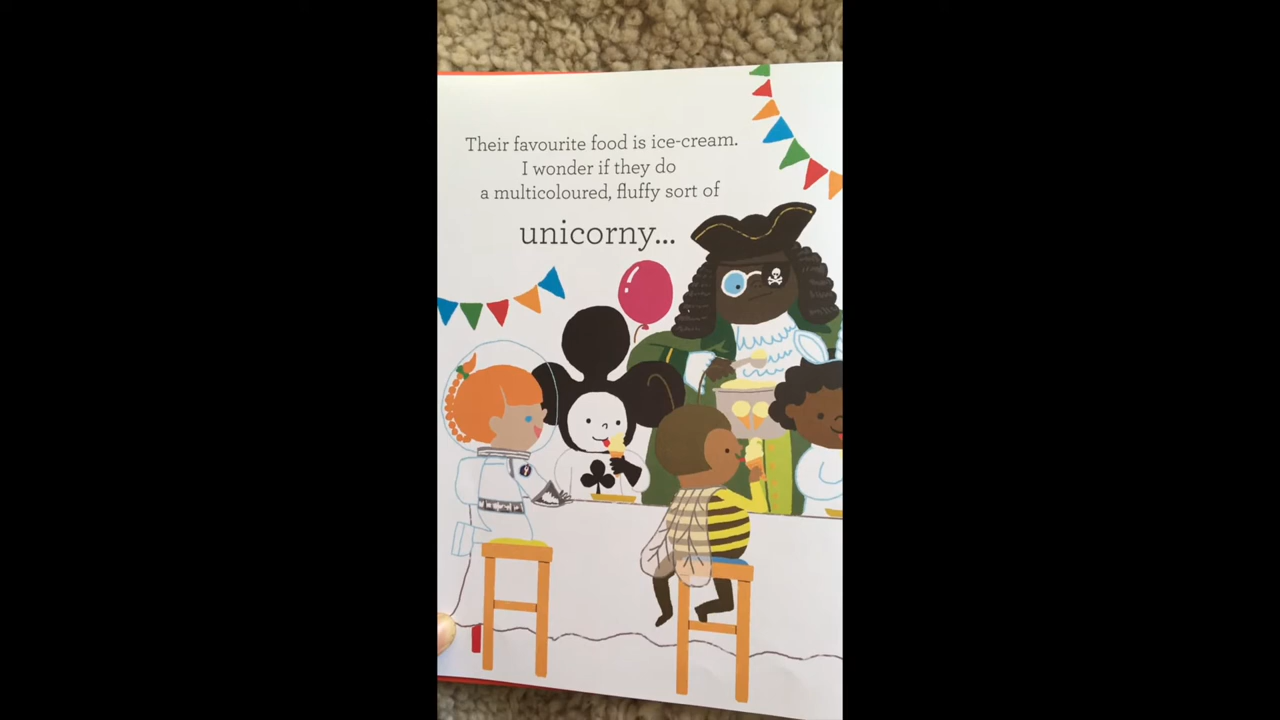 Their favourite food is ice-cream.
I wonder if they do
a multicoloured, fluffy sort of
unicorny...